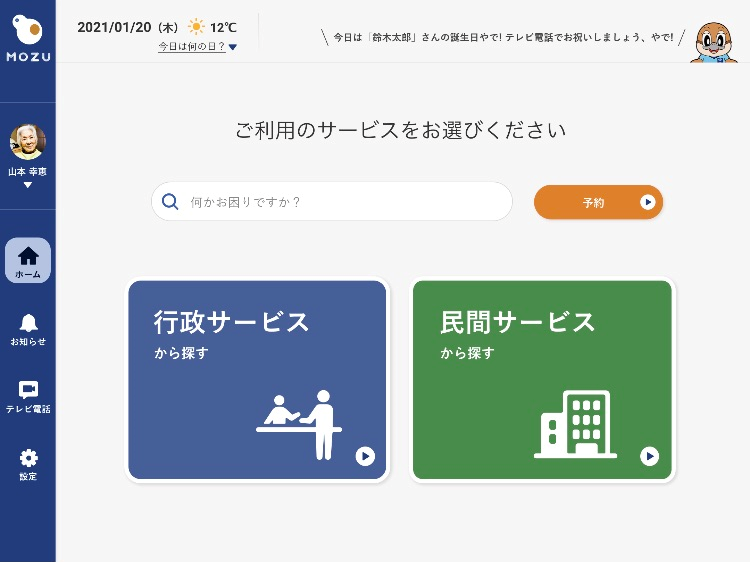 MOZU
山本 幸恵
ホーム
お知らせ
テレビ電話
設定
2021/01/20（木） 12℃
今日は何の日？
今日は「鈴木太郎」さんの誕生日やで! テレビ電話でお祝いしましょう、やで!
ご利用のサービスをお選びください
何かお困りですか？
予約
行政サービス
から探す
民間サービス
から探す